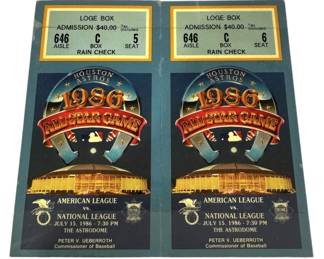 LOGE BOX
ADMISSION $40.00
646 C 5
AISLE BOX SEAT
RAIN CHECK
HOUSTON
ASTROS
1986
ALL-STAR GAME
AMERICAN LEAGUE
vs.
NATIONAL LEAGUE
JULY 15, 1986 - 7:30 PM
THE ASTRODOME
PETER V. UEBERROTH
Commissioner of Baseball
LOGE BOX
ADMISSION $40.00
646 C 6
AISLE BOX SEAT
RAIN CHECK
HOUSTON
ASTROS
1986
ALL-STAR GAME
AMERICAN LEAGUE
vs.
NATIONAL LEAGUE
JULY 15, 1986 - 7:30 PM
THE ASTRODOME
PETER V. UEBERROTH
Commissioner of Baseball